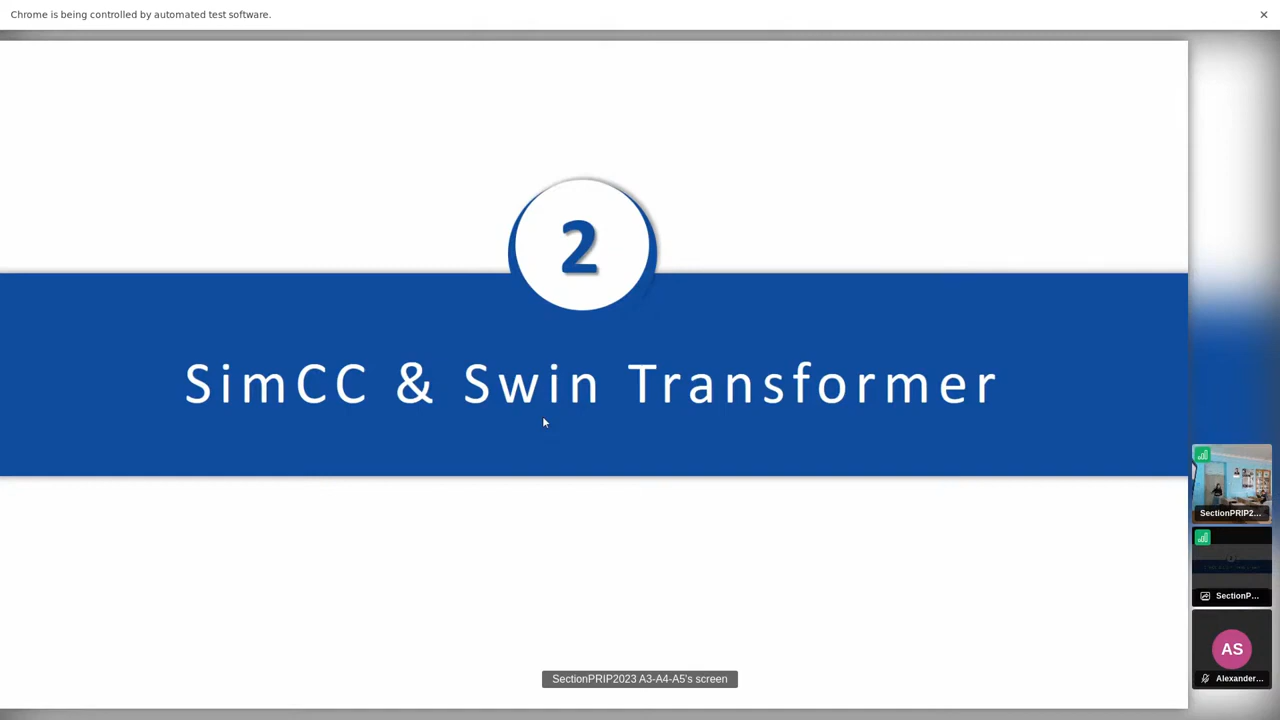 Chrome is being controlled by automated test software.
2
SimCC & Swin Transformer
SectionPRIP2...
SectionP...
AS
Alexander...
SectionPRIP2023 A3-A4-A5's screen